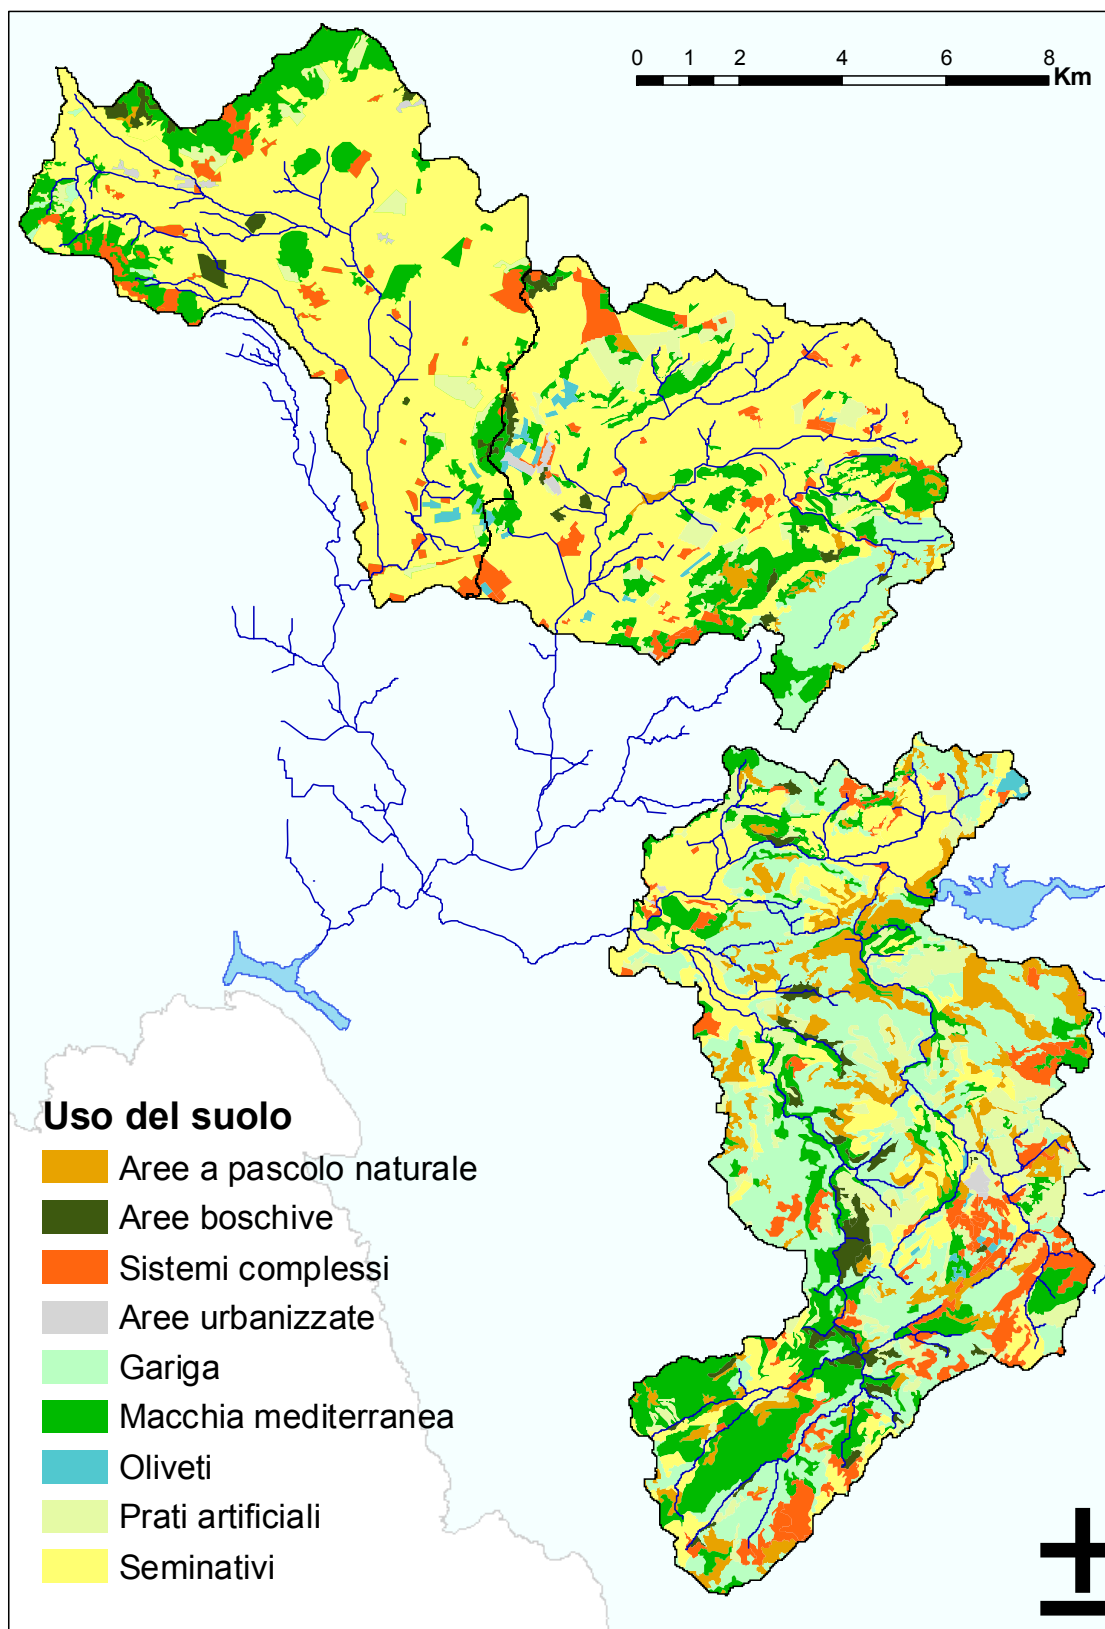 0 1 2 4 6 8
Km
Uso del suolo
Aree a pascolo naturale
Aree boschive
Sistemi complessi
Aree urbanizzate
Gariga
Macchia mediterranea
Oliveti
Prati artificiali
Seminativi